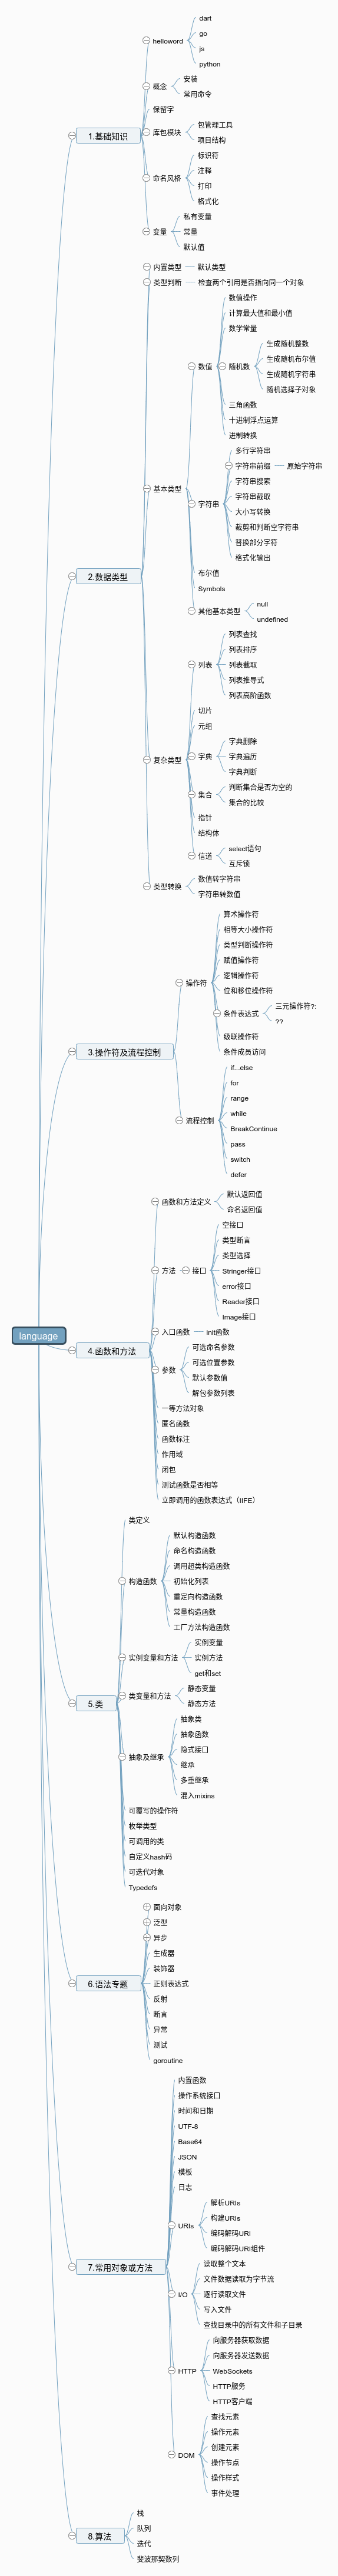 language
1.基础知识
helloword
dart
go
js
python
概念
安装
常用命令
保留字
库包模块
包管理工具
项目结构
命名风格
标识符
注释
打印
格式化
变量
私有变量
常量
默认值
2.数据类型
内置类型
默认类型
类型判断
检查两个引用是否指向同一个对象
基本类型
数值
数值操作
计算最大值和最小值
数学常量
随机数
生成随机整数
生成随机布尔值
生成随机字符串
随机选择子对象
三角函数
十进制浮点运算
进制转换
字符串
多行字符串
字符串前缀
原始字符串
字符串搜索
字符串截取
大小写转换
裁剪和判断空字符串
替换部分字符
格式化输出
布尔值
Symbols
其他基本类型
null
undefined
复杂类型
列表
列表查找
列表排序
列表截取
列表推导式
列表高阶函数
切片
元组
字典
字典删除
字典遍历
字典判断
集合
判断集合是否为空的
集合的比较
指针
结构体
信道
select语句
互斥锁
类型转换
数值转字符串
字符串转数值
3.操作符及流程控制
操作符
算术操作符
相等大小操作符
类型判断操作符
赋值操作符
逻辑操作符
位和移位操作符
条件表达式
三元操作符?:
??
级联操作符
条件成员访问
流程控制
if...else
for
range
while
BreakContinue
pass
switch
defer
4.函数和方法
函数和方法定义
默认返回值
命名返回值
方法
接口
空接口
类型断言
类型选择
Stringer接口
error接口
Reader接口
Image接口
入口函数
init函数
参数
可选命名参数
可选位置参数
默认参数值
解包参数列表
一等方法对象
匿名函数
函数标注
作用域
闭包
测试函数是否相等
立即调用的函数表达式（IIFE）
5.类
类定义
构造函数
默认构造函数
命名构造函数
调用超类构造函数
初始化列表
重定向构造函数
常量构造函数
工厂方法构造函数
实例变量和方法
实例变量
实例方法
get和set
类变量和方法
静态变量
静态方法
抽象及继承
抽象类
抽象函数
隐式接口
继承
多重继承
混入mixins
可覆写的操作符
枚举类型
可调用的类
自定义hash码
可迭代对象
Typedefs
6.语法专题
面向对象
泛型
异步
生成器
装饰器
正则表达式
反射
断言
异常
测试
goroutine
7.常用对象或方法
内置函数
操作系统接口
时间和日期
UTF-8
Base64
JSON
模板
日志
URIs
解析URIs
构建URIs
编码解码URI
编码解码URI组件
I/O
读取整个文本
文件数据读取为字节流
逐行读取文件
写入文件
查找目录中的所有文件和子目录
HTTP
向服务器获取数据
向服务器发送数据
WebSockets
HTTP服务
HTTP客户端
DOM
查找元素
操作元素
创建元素
操作节点
操作样式
事件处理
8.算法
栈
队列
迭代
斐波那契数列